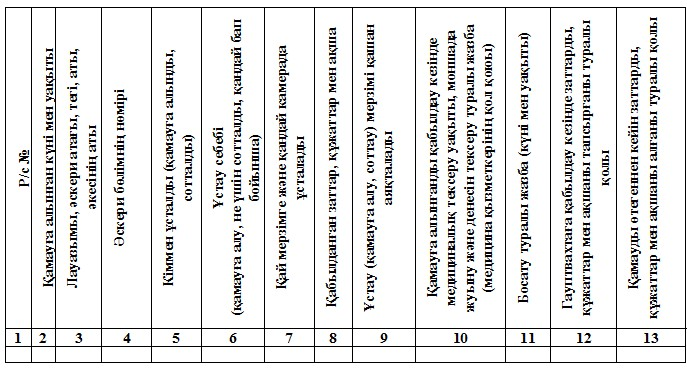 Р/с №
Қамауға алынған күні мен уақыты
Лауазымы, әскери атағы, тегі, аты,
әкесінің аты
Әскери бөлімнің нөмірі
Кіммен ұсталды (қамауға алынды,
сотталды)
Ұстау себебі
(қамауға алу, не үшін сотталды, қандай бап
бойынша)
Қай мерзімге және қандай камерада
ұсталады
Қабылданған заттар, құжаттар мен ақша
Ұстау (қамауға алу, соттау) мерзімі қашан
аяқталады
Қамауға алынғанды қабылдау кезінде
медициналық тексеру уақыты, моншада
жуыну және денесін тексеру туралы жазба
(медицина қызметкерінің қол қоюы)
Босату туралы жазба (күні мен уақыты)
Гауптвахтаға қабылдау кезінде заттарды,
құжаттар мен ақшаны тапсырғаны туралы
қолы
Қамауды өтегеннен кейін заттарды,
құжаттар мен ақшаны алғаны туралы қолы
1 2 3 4 5 6 7 8 9 10 11 12 13